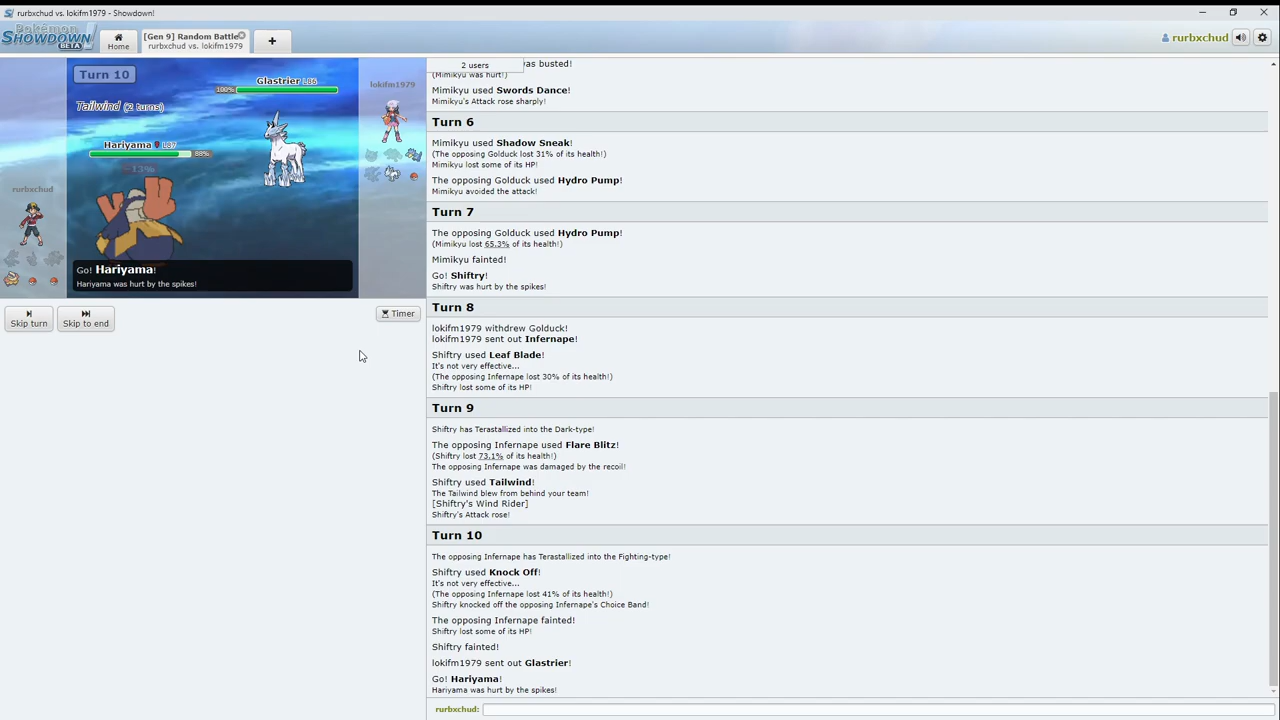 rurbxchud vs. lokifm1979 - Showdown!
Pokémon
SHOWDOWN
BETA
Home
[Gen 9] Random Battle
rurbxchud vs. lokifm1979
+
rurbxchud
Turn 10
Tailwind (2 turns)
Glastrier L86
100%
Hariyama L87
88%
-13%
lokifm1979
rurbxchud
Go! Hariyama!
Hariyama was hurt by the spikes!
Skip turn
Skip to end
Timer
2 users
was busted!
(Mimikyu was hurt!)
Mimikyu used Swords Dance!
Mimikyu's Attack rose sharply!
Turn 6
Mimikyu used Shadow Sneak!
(The opposing Golduck lost 31% of its health!)
Mimikyu lost some of its HP!
The opposing Golduck used Hydro Pump!
Mimikyu avoided the attack!
Turn 7
The opposing Golduck used Hydro Pump!
(Mimikyu lost 65.3% of its health!)
Mimikyu fainted!
Go! Shiftry!
Shiftry was hurt by the spikes!
Turn 8
lokifm1979 withdrew Golduck!
lokifm1979 sent out Infernape!
Shiftry used Leaf Blade!
It's not very effective...
(The opposing Infernape lost 30% of its health!)
Shiftry lost some of its HP!
Turn 9
Shiftry has Terastallized into the Dark-type!
The opposing Infernape used Flare Blitz!
(Shiftry lost 73.1% of its health!)
The opposing Infernape was damaged by the recoil!
Shiftry used Tailwind!
The Tailwind blew from behind your team!
[Shiftry's Wind Rider]
Shiftry's Attack rose!
Turn 10
The opposing Infernape has Terastallized into the Fighting-type!
Shiftry used Knock Off!
It's not very effective...
(The opposing Infernape lost 41% of its health!)
Shiftry knocked off the opposing Infernape's Choice Band!
The opposing Infernape fainted!
Shiftry lost some of its HP!
Shiftry fainted!
lokifm1979 sent out Glastrier!
Go! Hariyama!
Hariyama was hurt by the spikes!
rurbxchud: